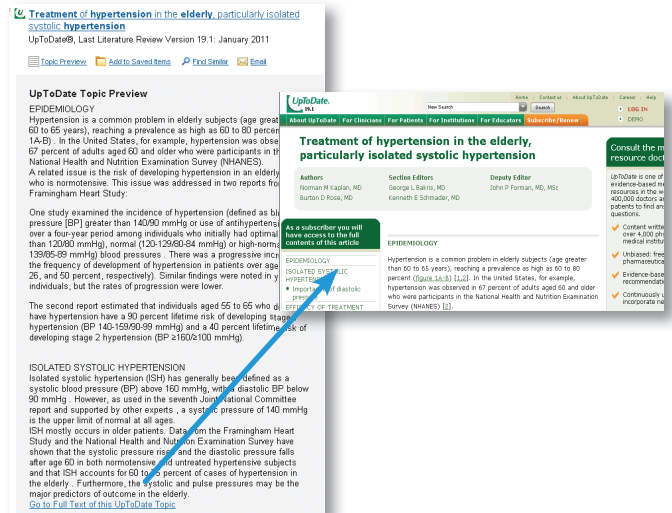 Treatment of hypertension in the elderly, particularly isolated
systolic hypertension
UpToDate®, Last Literature Review Version 19.1: January 2011
Topic Preview Add to Saved Items Find Similar Email
UpToDate Topic Preview
EPIDEMIOLOGY
Hypertension is a common problem in elderly subjects (age great
60 to 65 years), reaching a prevalence as high as 60 to 80 percen
1A-B) . In the United States, for example, hypertension was obse
67 percent of adults aged 60 and older who were participants in th
National Health and Nutrition Examination Survey (NHANES).
A related issue is the risk of developing hypertension in an elderly
who is normotensive. This issue was addressed in two reports fro
Framingham Heart Study:
One study examined the incidence of hypertension (defined as bl
pressure [BP] greater than 140/90 mmHg or use of antihypertensi
over a four-year period among individuals who initially had optimal
than 120/80 mmHg), normal (120-129/80-84 mmHg) or high-norma
139/85-89 mmHg) blood pressures . There was a progressive incr
the frequency of development of hypertension in patients over age
26, and 50 percent, respectively). Similar findings were noted in y
individuals, but the rates of progression were lower.
The second report estimated that individuals aged 55 to 65 who di
have hypertension have a 90 percent lifetime risk of developing stage
hypertension (BP 140-159/90-99 mmHg) and a 40 percent lifetime risk of
developing stage 2 hypertension (BP ≥160/≥100 mmHg).
ISOLATED SYSTOLIC HYPERTENSION
Isolated systolic hypertension (ISH) has generally been defined as a
systolic blood pressure (BP) above 160 mmHg, with a diastolic BP below
90 mmHg . However, as used in the seventh Joint National Committee
report and supported by other experts , a systolic pressure of 140 mmHg
is the upper limit of normal at all ages.
ISH mostly occurs in older patients. Data from the Framingham Heart
Study and the National Health and Nutrition Examination Survey have
shown that the systolic pressure rises and the diastolic pressure falls
after age 60 in both normotensive and untreated hypertensive subjects
and that ISH accounts for 60 to 75 percent of cases of hypertension in
the elderly . Furthermore, the systolic and pulse pressures may be the
major predictors of outcome in the elderly.
Go to Full Text of this UpToDate Topic
UpToDate.
19.1
Home Contact us About UpToDate Careers Help
New Search Search
LOG IN
DEMO
About UpToDate For Clinicians For Patients For Institutions For Educators Subscribe/Renew
Treatment of hypertension in the elderly,
particularly isolated systolic hypertension
Authors Section Editors Deputy Editor
Norman M Kaplan, MD George L Bakris, MD John P Forman, MD, MSc
Burton D Rose, MD Kenneth E Schmader, MD
As a subscriber you will
have access to the full
contents of this article
EPIDEMIOLOGY
ISOLATED SYSTOLIC
HYPERTENSION
Importance of diastolic
pressure
EFFICACY OF TREATMENT
EPIDEMIOLOGY
Hypertension is a common problem in elderly subjects (age greater
than 60 to 65 years), reaching a prevalence as high as 60 to 80
percent (figure 1A-B) [1,2]. In the United States, for example,
hypertension was observed in 67 percent of adults aged 60 and older
who were participants in the National Health and Nutrition Examination
Survey (NHANES) [2].
Consult the m
resource doct
UpToDate is one of
evidence-based me
resources in the w
400,000 doctors a
patients to find an
questions.
Content writte
over 4,000 ph
medical institut
Unbiased: free
pharmaceutica
Evidence-base
recommendatio
Continuously u
incorporate ne